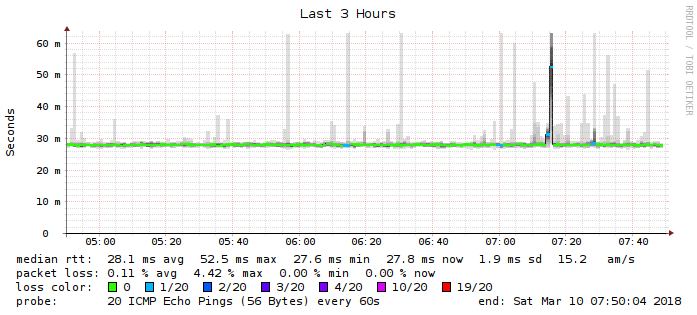 Last 3 Hours
RRDTOOL / TOBI OETIKER
Seconds
60 m
50 m
40 m
30 m
20 m
10 m
0
05:00 05:20 05:40 06:00 06:20 06:40 07:00 07:20 07:40
median rtt: 28.1 ms avg 52.5 ms max 27.6 ms min 27.8 ms now 1.9 ms sd 15.2 am/s
packet loss: 0.11 % avg 4.42 % max 0.00 % min 0.00 % now
loss color: 0 1/20 2/20 3/20 4/20 10/20 19/20
probe: 20 ICMP Echo Pings (56 Bytes) every 60s end: Sat Mar 10 07:50:04 2018